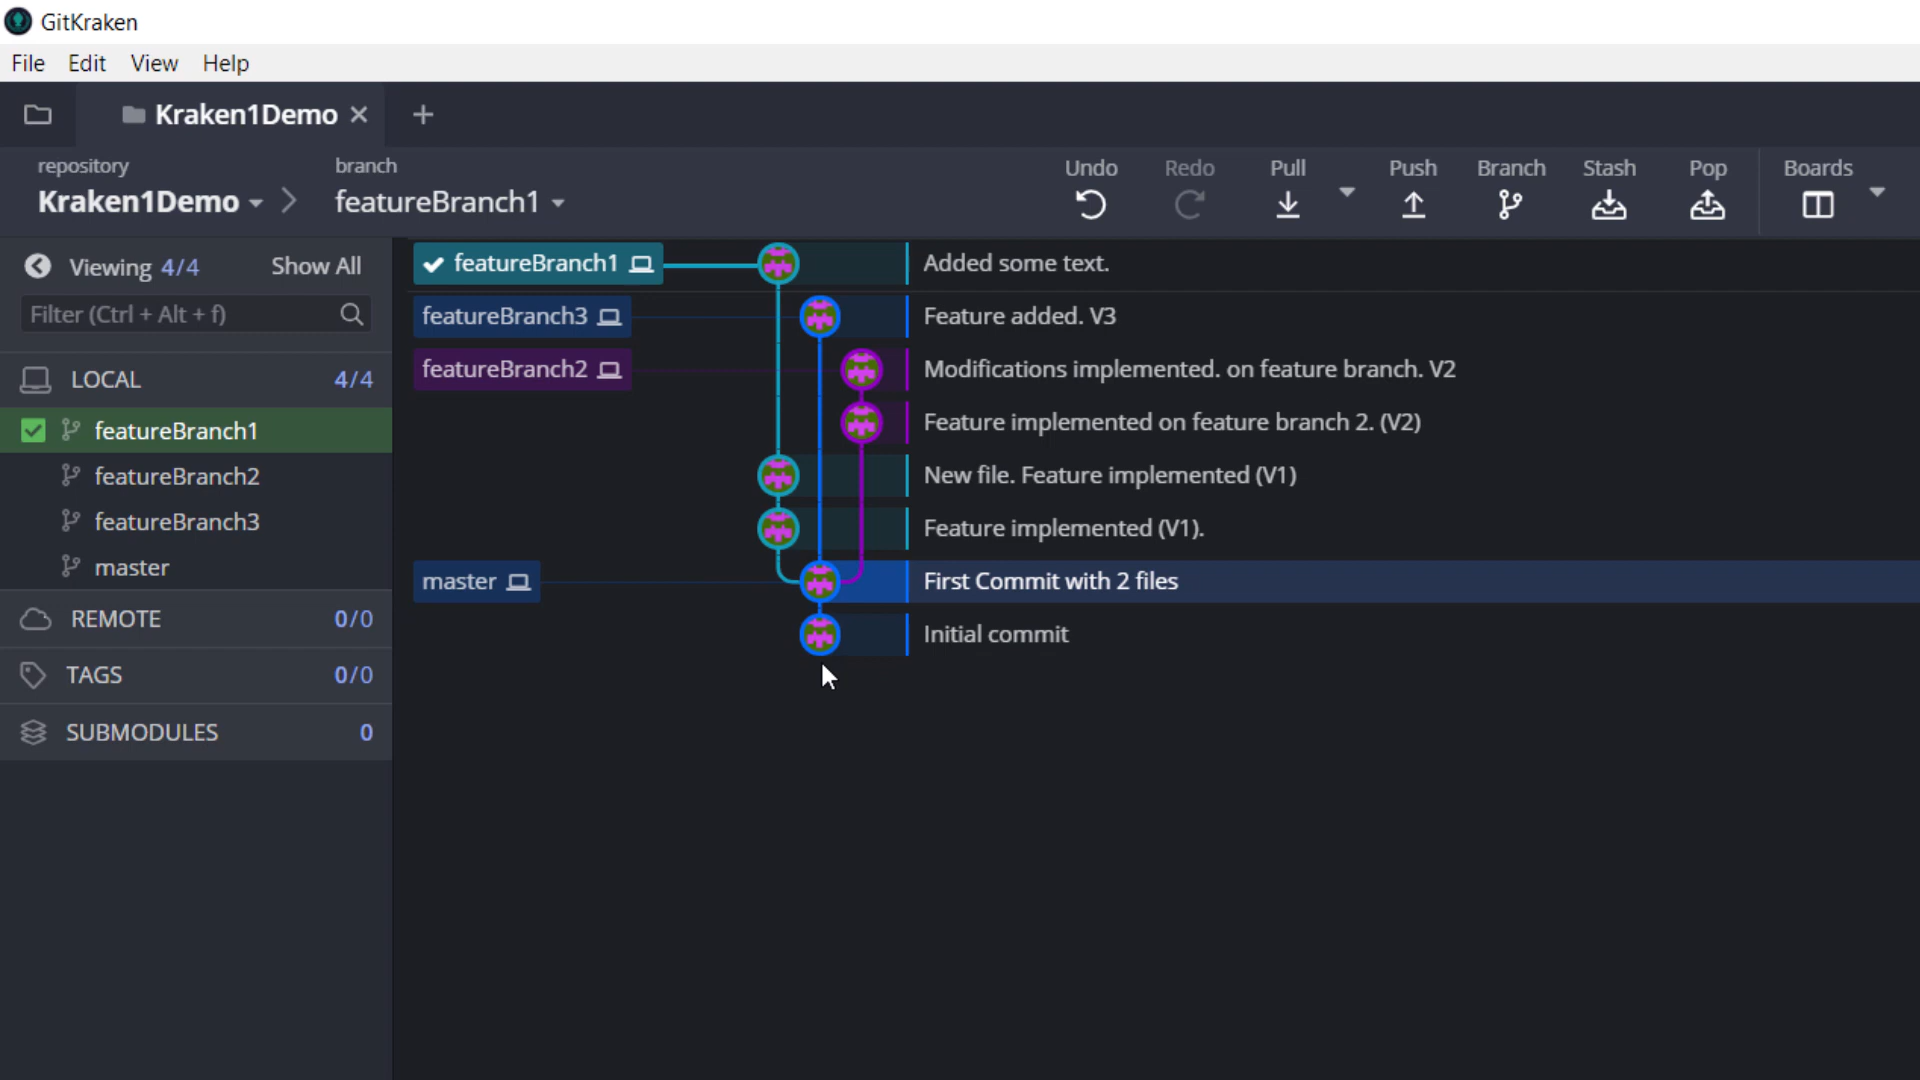 GitKraken
File Edit View Help
Kraken1Demo
repository branch Undo Redo Pull Push Branch Stash Pop Boards
Kraken1Demo featureBranch1
Viewing 4/4 Show All
Filter (Ctrl + Alt + f)
LOCAL 4/4
featureBranch1
featureBranch2
featureBranch3
master
REMOTE 0/0
TAGS 0/0
SUBMODULES 0
featureBranch1 Added some text.
featureBranch3 Feature added. V3
featureBranch2 Modifications implemented. on feature branch. V2
Feature implemented on feature branch 2. (V2)
New file. Feature implemented (V1)
Feature implemented (V1).
master First Commit with 2 files
Initial commit